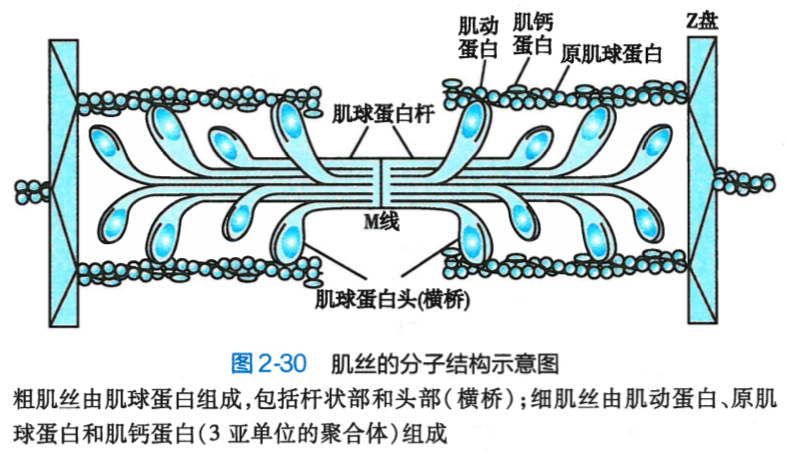 Z盘
肌动
蛋白
肌钙
蛋白
原肌球蛋白
肌球蛋白杆
M线
肌球蛋白头(横桥)
图2-30 肌丝的分子结构示意图
粗肌丝由肌球蛋白组成,包括杆状部和头部(横桥);细肌丝由肌动蛋白、原肌
球蛋白和肌钙蛋白(3亚单位的聚合体)组成